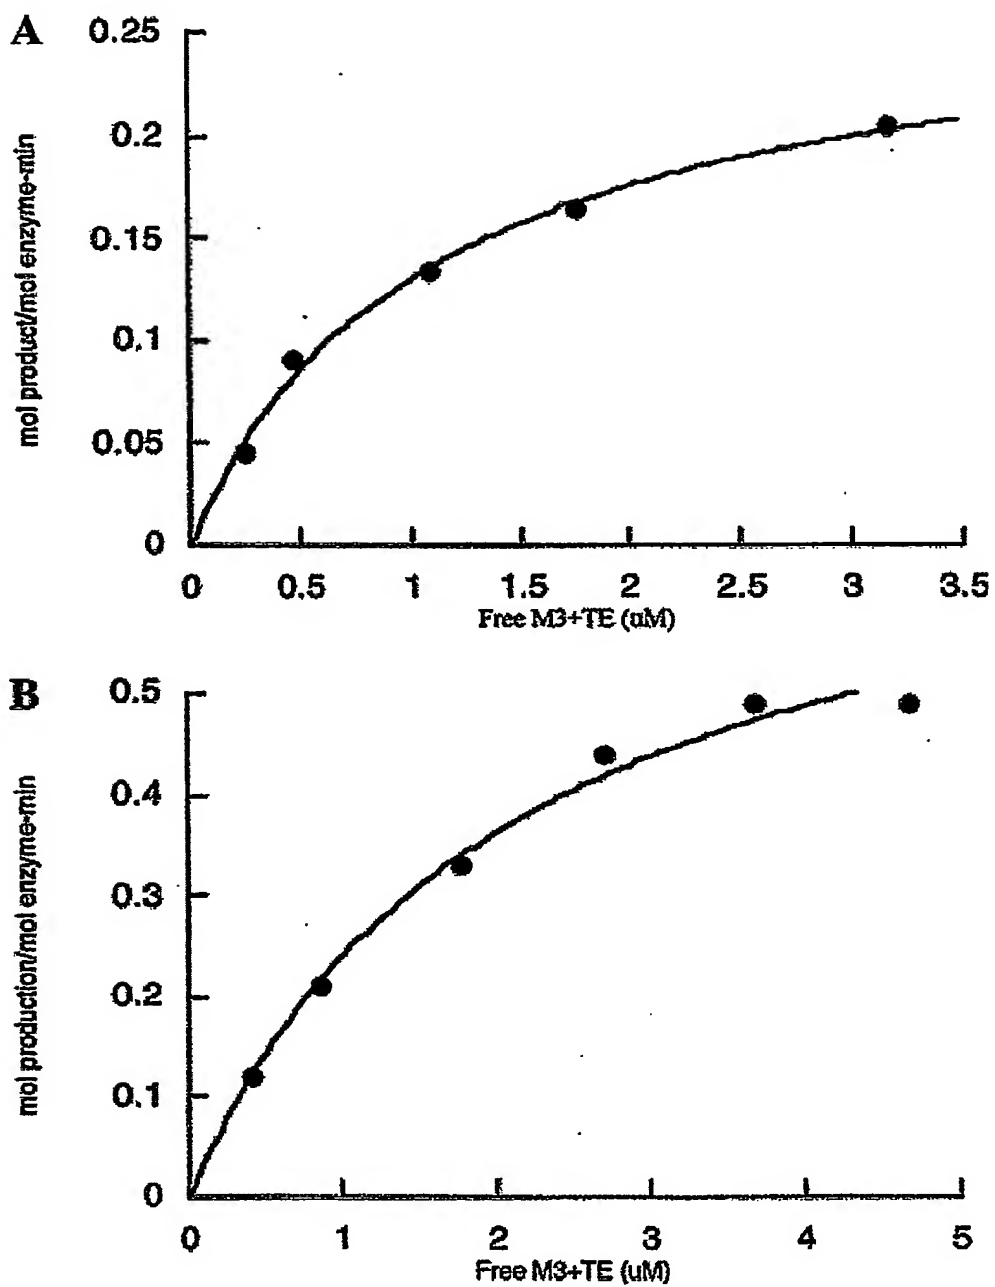 A
0.25
0.2
0.15
0.1
0.05
0
mol product/mol enzyme•min
0 0.5 1 1.5 2 2.5 3 3.5
Free M3+TE (uM)
B
0.5
0.4
0.3
0.2
0.1
0
mol production/mol enzyme•min
0 1 2 3 4 5
Free M3+TE (uM)